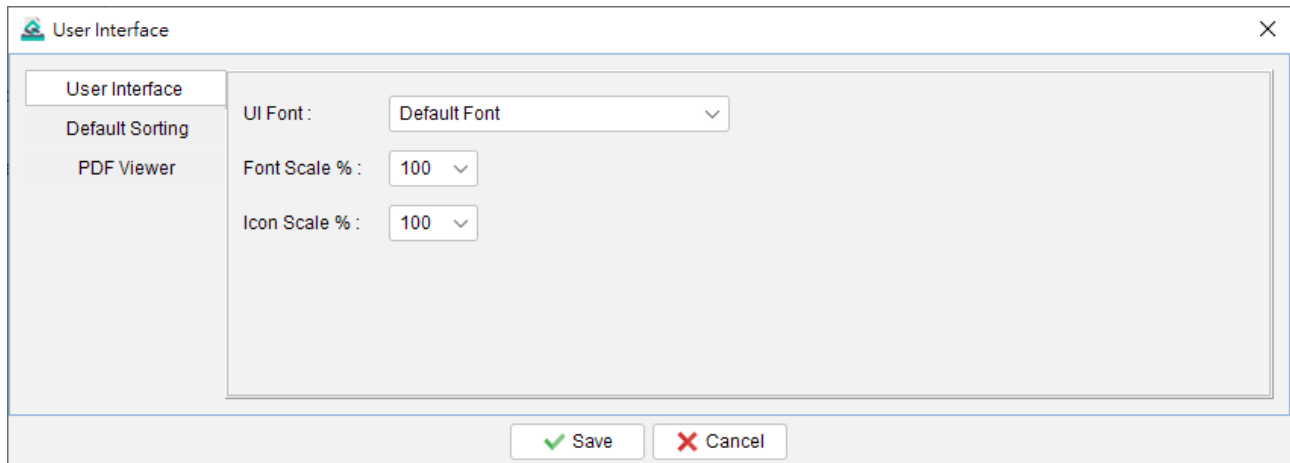 User Interface
User Interface
Default Sorting
PDF Viewer
UI Font : Default Font
Font Scale % : 100
Icon Scale % : 100
Save Cancel